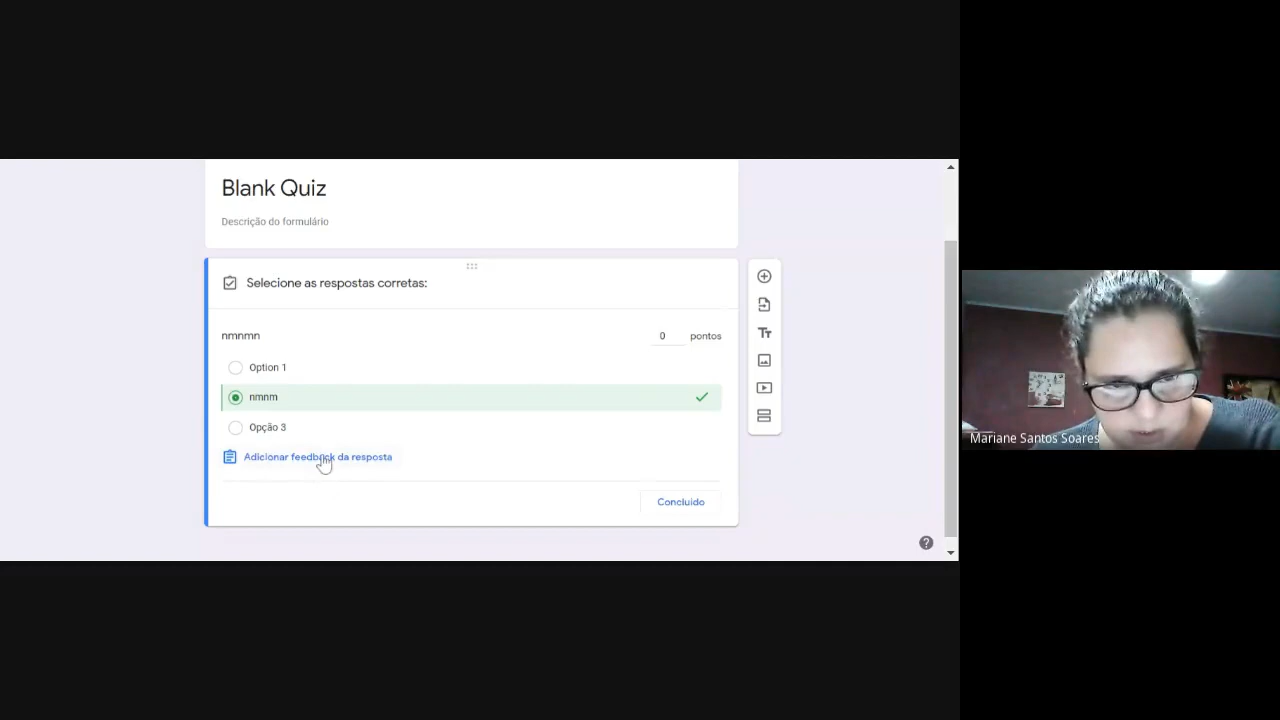 Blank Quiz
Descrição do formulário
Selecione as respostas corretas:
nmnmn
0 pontos
Option 1
nmnm
Opção 3
Adicionar feedback da resposta
Concluído
Tт
?
Mariane Santos Soares